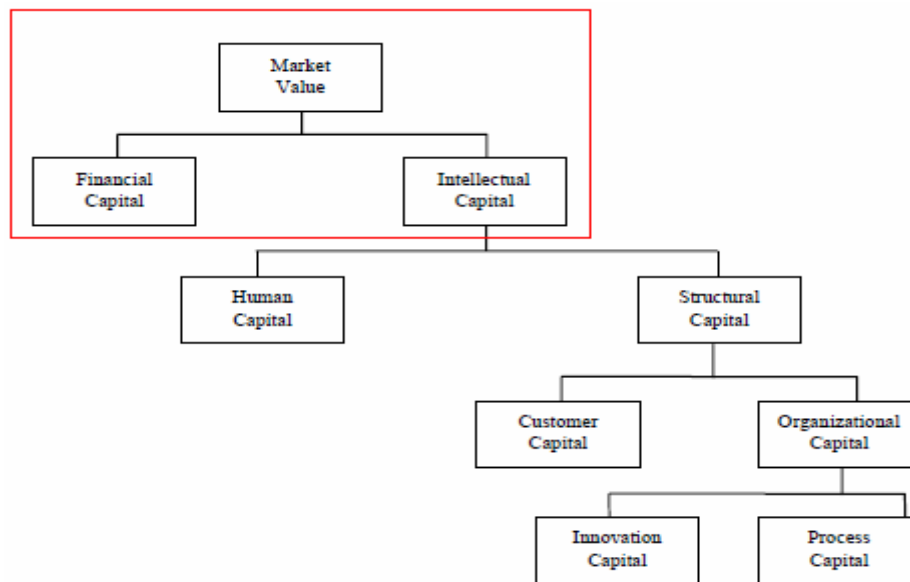 Market
Value
Financial
Capital
Intellectual
Capital
Human
Capital
Structural
Capital
Customer
Capital
Organizational
Capital
Innovation
Capital
Process
Capital